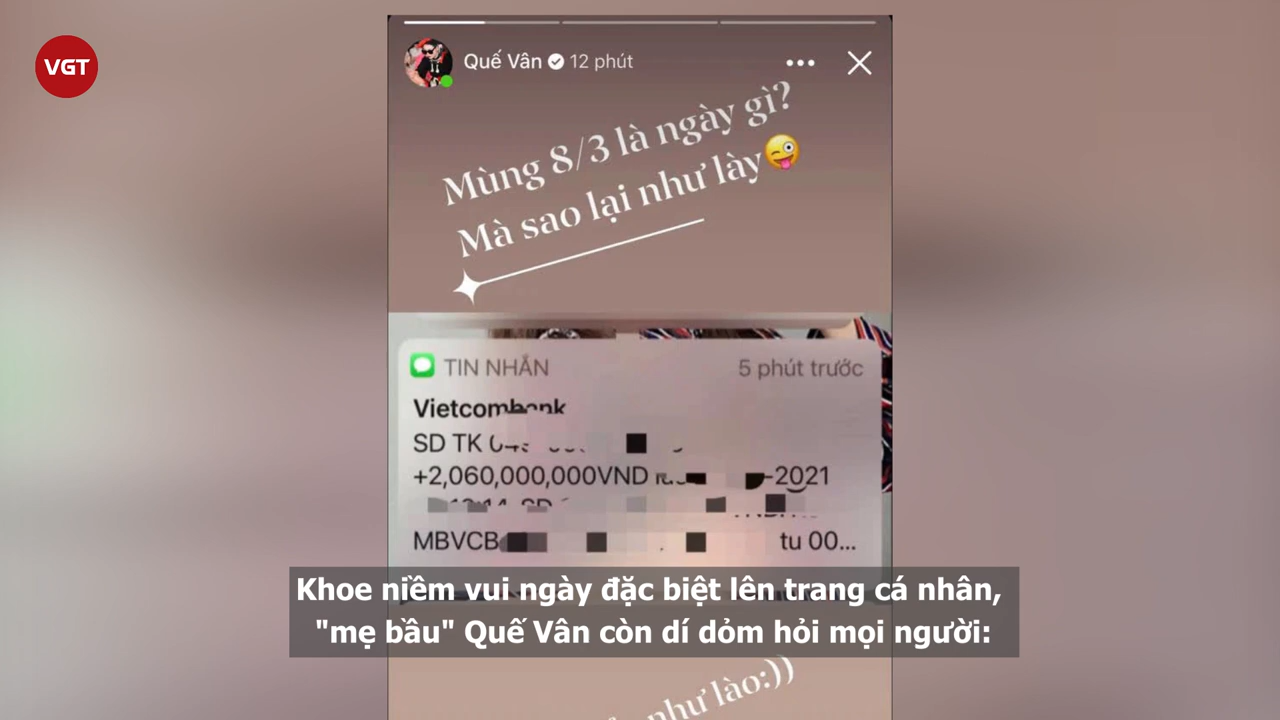 VGT
Quế Vân 12 phút
Mùng 8/3 là ngày gì?
Mà sao lại như lày
TIN NHẮN 5 phút trước
Vietcombank
SD TK
+2,060,000,000VND -2021
MBVCB tu 00...
Khoe niềm vui ngày đặc biệt lên trang cá nhân,
"mẹ bầu" Quế Vân còn dí dỏm hỏi mọi người:
như lào:))